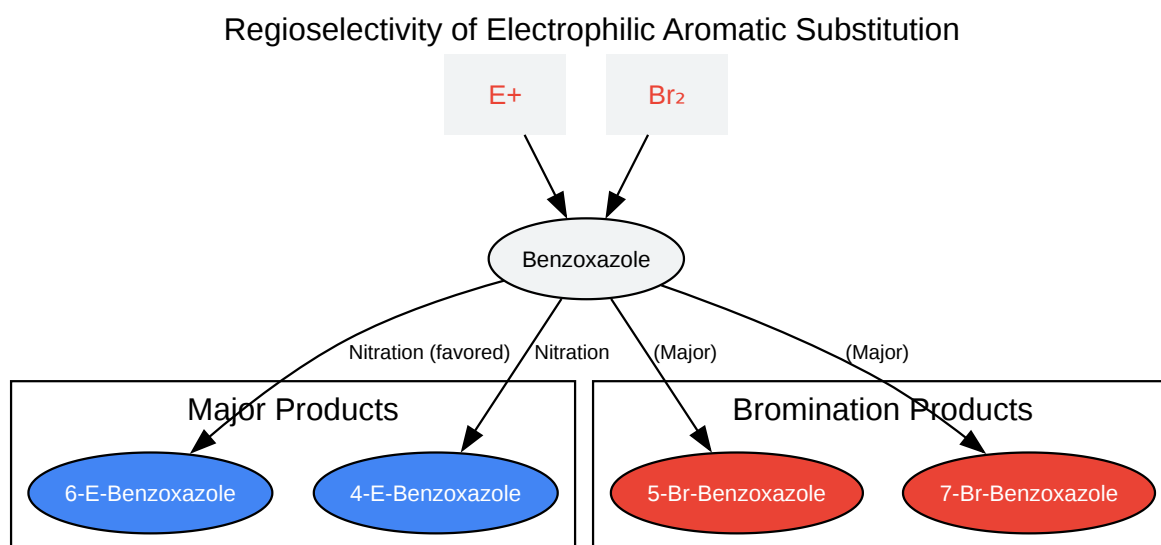 Regioselectivity of Electrophilic Aromatic Substitution
E+
Br₂
Benzoxazole
Nitration (favored)
Nitration
(Major)
(Major)
Major Products
Bromination Products
6-E-Benzoxazole
4-E-Benzoxazole
5-Br-Benzoxazole
7-Br-Benzoxazole